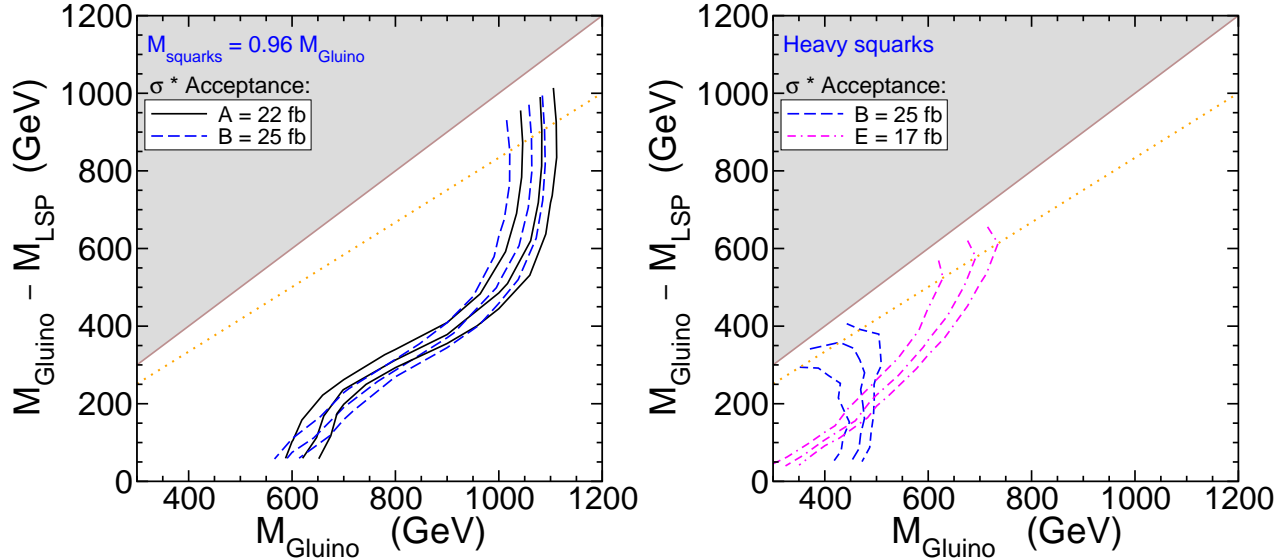 M_Gluino − M_LSP (GeV)
1200
1000
800
600
400
200
0
M_squarks = 0.96 M_Gluino
σ * Acceptance:
A = 22 fb
B = 25 fb
400 600 800 1000 1200
M_Gluino (GeV)
M_Gluino − M_LSP (GeV)
1200
1000
800
600
400
200
0
Heavy squarks
σ * Acceptance:
B = 25 fb
E = 17 fb
400 600 800 1000 1200
M_Gluino (GeV)